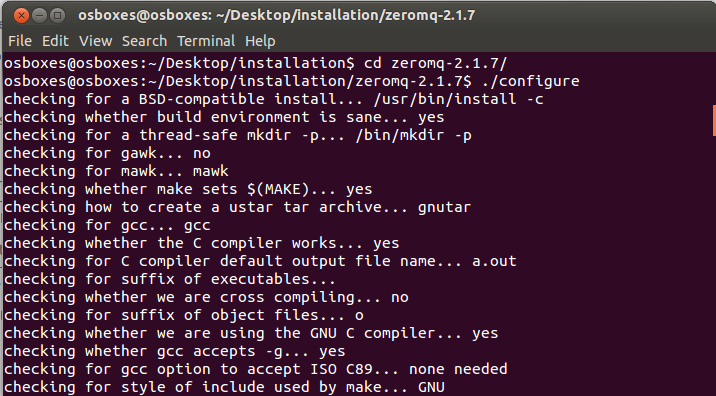 osboxes@osboxes: ~/Desktop/installation/zeromq-2.1.7
File Edit View Search Terminal Help
osboxes@osboxes:~/Desktop/installation$ cd zeromq-2.1.7/
osboxes@osboxes:~/Desktop/installation/zeromq-2.1.7$ ./configure
checking for a BSD-compatible install... /usr/bin/install -c
checking whether build environment is sane... yes
checking for a thread-safe mkdir -p... /bin/mkdir -p
checking for gawk... no
checking for mawk... mawk
checking whether make sets $(MAKE)... yes
checking how to create a ustar tar archive... gnutar
checking for gcc... gcc
checking whether the C compiler works... yes
checking for C compiler default output file name... a.out
checking for suffix of executables...
checking whether we are cross compiling... no
checking for suffix of object files... o
checking whether we are using the GNU C compiler... yes
checking whether gcc accepts -g... yes
checking for gcc option to accept ISO C89... none needed
checking for style of include used by make... GNU